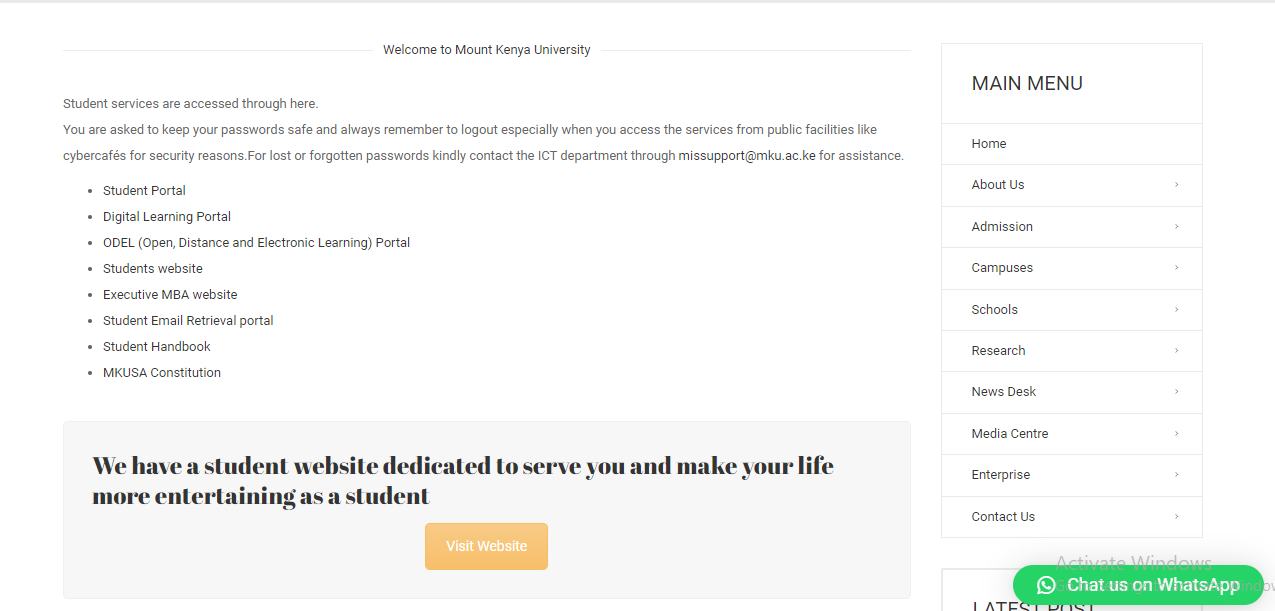 Welcome to Mount Kenya University
Student services are accessed through here.
You are asked to keep your passwords safe and always remember to logout especially when you access the services from public facilities like
cybercafés for security reasons.For lost or forgotten passwords kindly contact the ICT department through missupport@mku.ac.ke for assistance.
Student Portal
Digital Learning Portal
ODEL (Open, Distance and Electronic Learning) Portal
Students website
Executive MBA website
Student Email Retrieval portal
Student Handbook
MKUSA Constitution
We have a student website dedicated to serve you and make your life
more entertaining as a student
Visit Website
MAIN MENU
Home
About Us
Admission
Campuses
Schools
Research
News Desk
Media Centre
Enterprise
Contact Us
Activate Windows
Chat us on WhatsApp
LATEST POST